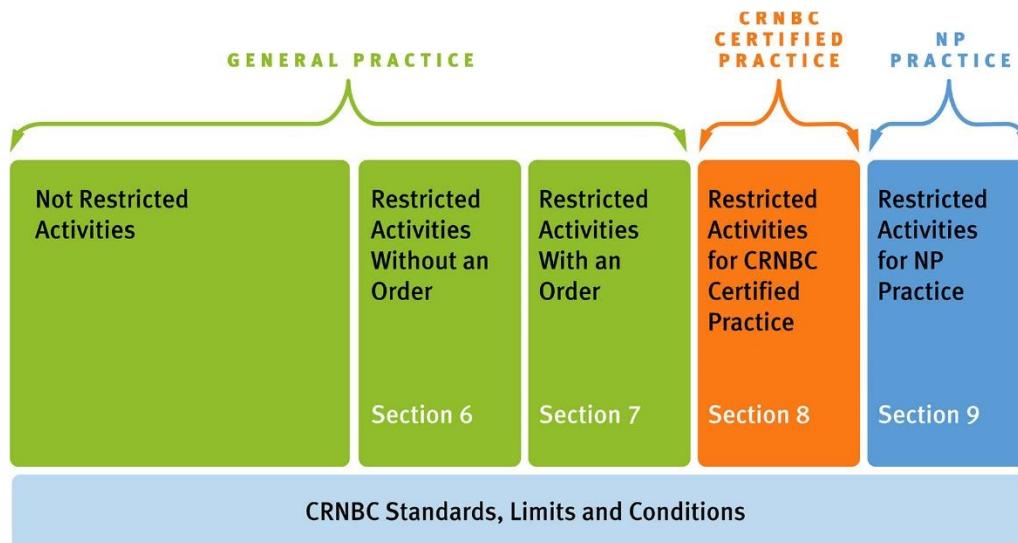 GENERAL PRACTICE
CRNBC
CERTIFIED
PRACTICE
NP
PRACTICE
Not Restricted
Activities
Restricted
Activities
Without an
Order
Section 6
Restricted
Activities
With an
Order
Section 7
Restricted
Activities
for CRNBC
Certified
Practice
Section 8
Restricted
Activities
for NP
Practice
Section 9
CRNBC Standards, Limits and Conditions